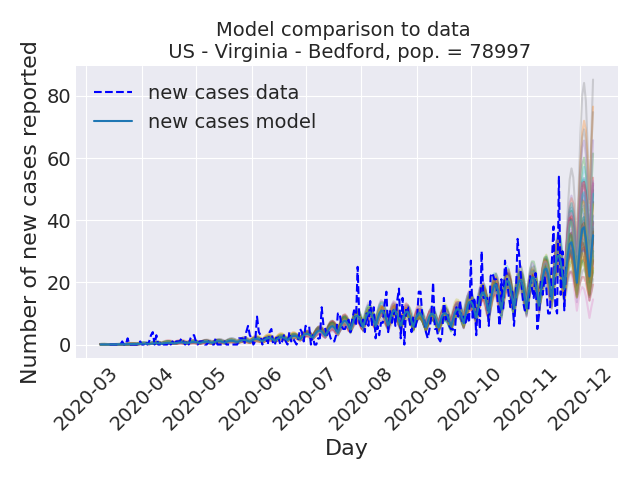 Model comparison to data
US - Virginia - Bedford, pop. = 78997
new cases data
new cases model
Number of new cases reported
80
60
40
20
0
2020-03
2020-04
2020-05
2020-06
2020-07
2020-08
2020-09
2020-10
2020-11
2020-12
Day